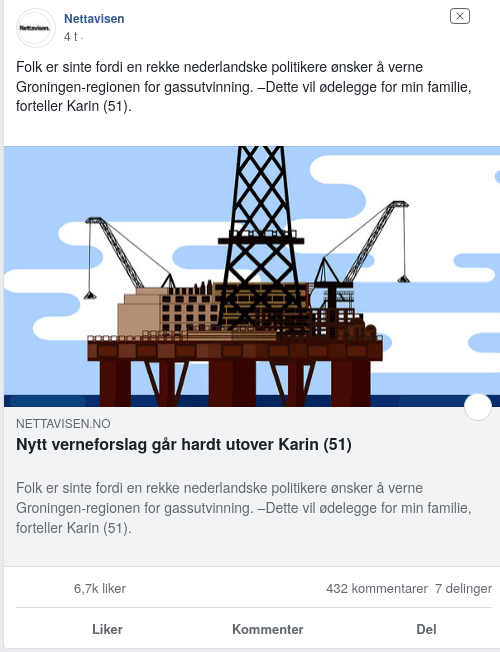 Nettavisen.
Nettavisen
4 t ·
Folk er sinte fordi en rekke nederlandske politikere ønsker å verne
Groningen-regionen for gassutvinning. –Dette vil ødelegge for min familie,
forteller Karin (51).
NETTAVISEN.NO
Nytt verneforslag går hardt utover Karin (51)
Folk er sinte fordi en rekke nederlandske politikere ønsker å verne
Groningen-regionen for gassutvinning. –Dette vil ødelegge for min familie,
forteller Karin (51).
6,7k liker 432 kommentarer 7 delinger
Liker Kommenter Del